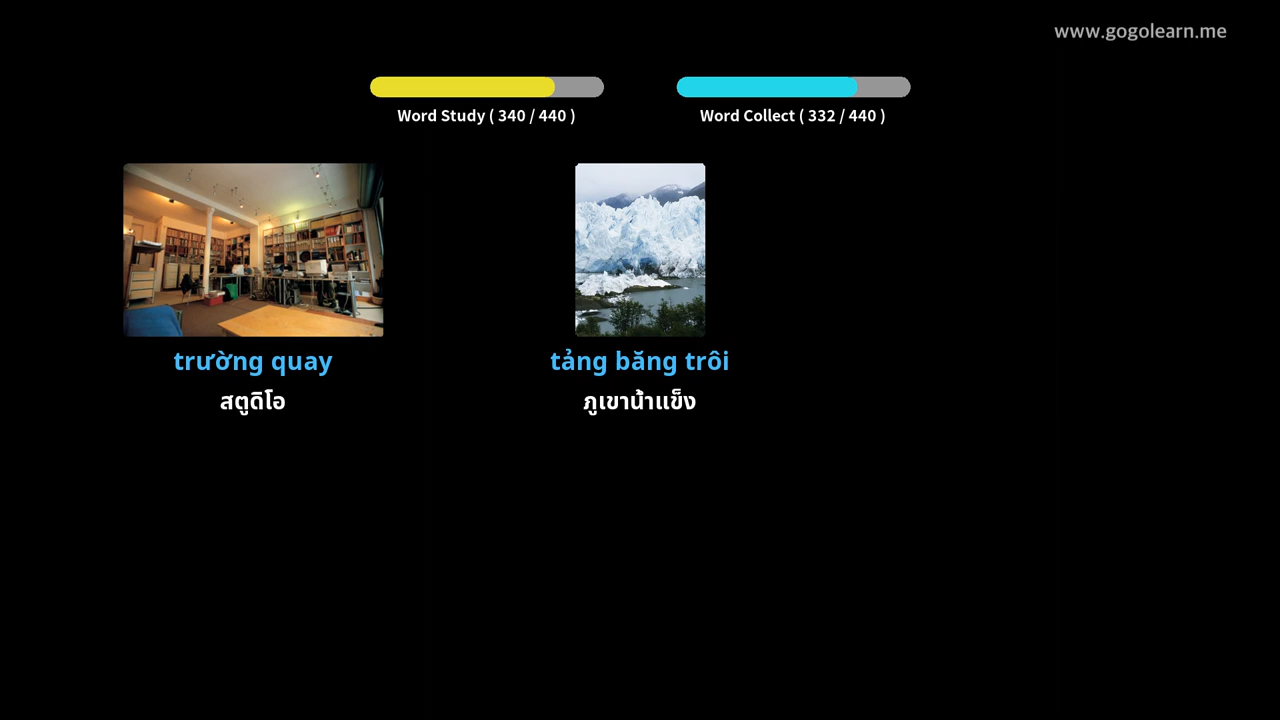 www.gogolearn.me
Word Study ( 340 / 440 )
Word Collect ( 332 / 440 )
trường quay
สตูดิโอ
tảng băng trôi
ภูเขาน้ำแข็ง